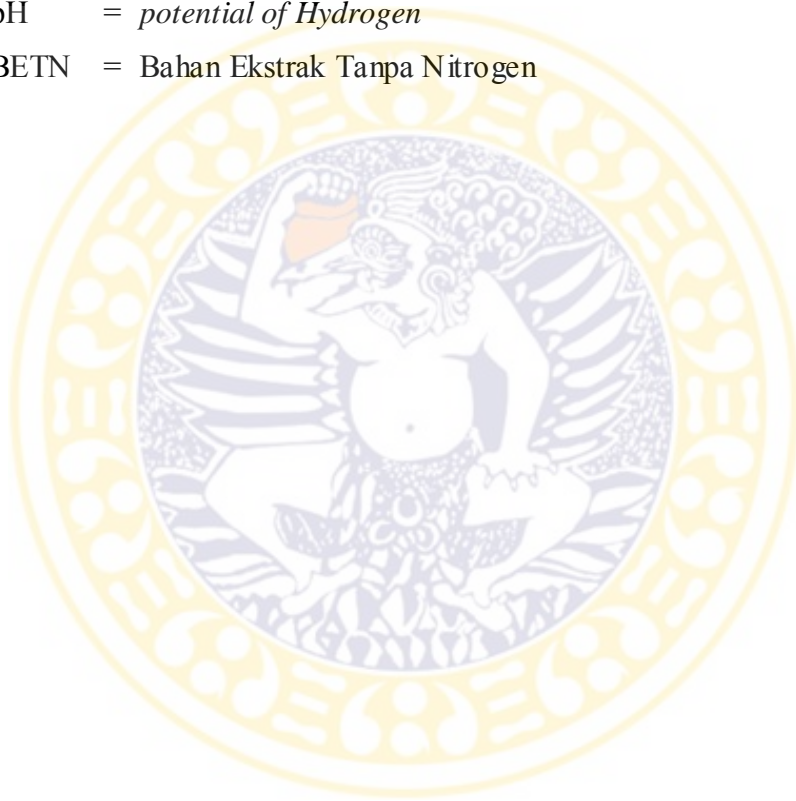 pH = potential of Hydrogen
BETN = Bahan Ekstrak Tanpa Nitrogen